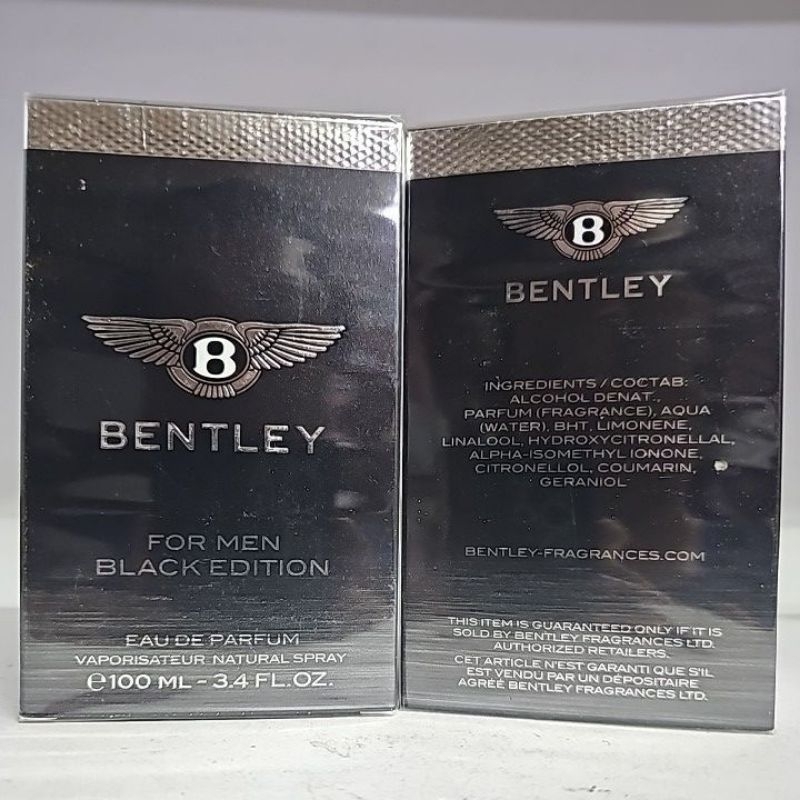 B
BENTLEY
FOR MEN
BLACK EDITION
EAU DE PARFUM
VAPORISATEUR NATURAL SPRAY
℮100 ML - 3.4 FL.OZ.
B
BENTLEY
INGREDIENTS / COCTAB:
ALCOHOL DENAT.,
PARFUM (FRAGRANCE), AQUA
(WATER), BHT, LIMONENE,
LINALOOL, HYDROXYCITRONELLAL,
ALPHA-ISOMETHYL IONONE,
CITRONELLOL, COUMARIN,
GERANIOL
BENTLEY-FRAGRANCES.COM
THIS ITEM IS GUARANTEED ONLY IF IT IS
SOLD BY BENTLEY FRAGRANCES LTD.
AUTHORIZED RETAILERS.
CET ARTICLE N'EST GARANTI QUE S'IL
EST VENDU PAR UN DÉPOSITAIRE
AGRÉÉ BENTLEY FRAGRANCES LTD.